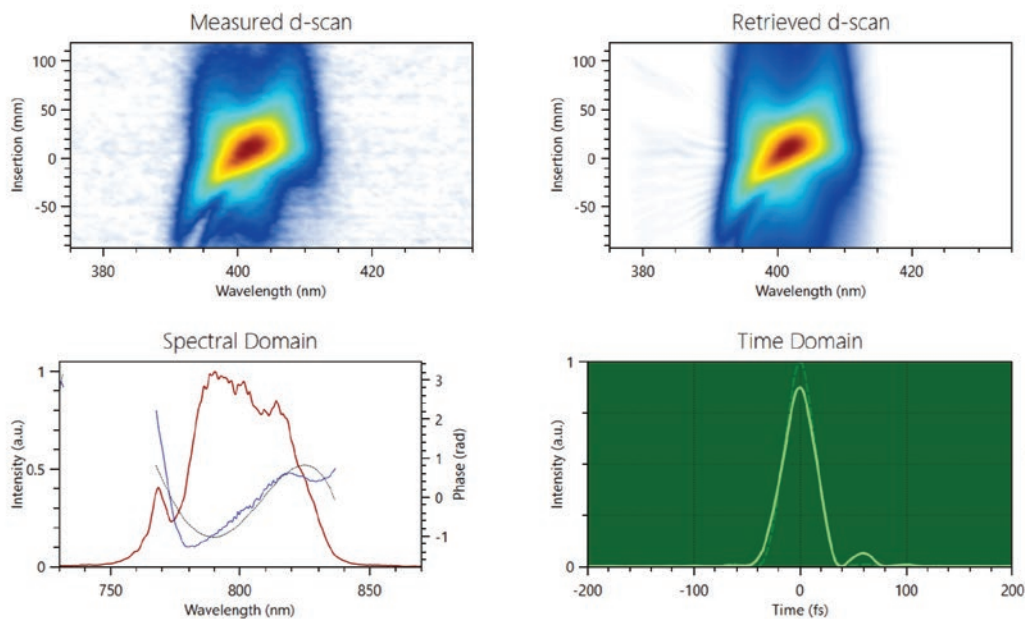 Measured d-scan
Retrieved d-scan
Insertion (mm)
100
50
0
-50
380
400
420
Wavelength (nm)
Insertion (mm)
100
50
0
-50
380
400
420
Wavelength (nm)
Spectral Domain
Time Domain
Intensity (a.u.)
1
0.5
0
750
800
850
Wavelength (nm)
3
2
1
0
-1
Phase (rad)
Intensity (a.u.)
1
0
-200
-100
0
100
200
Time (fs)